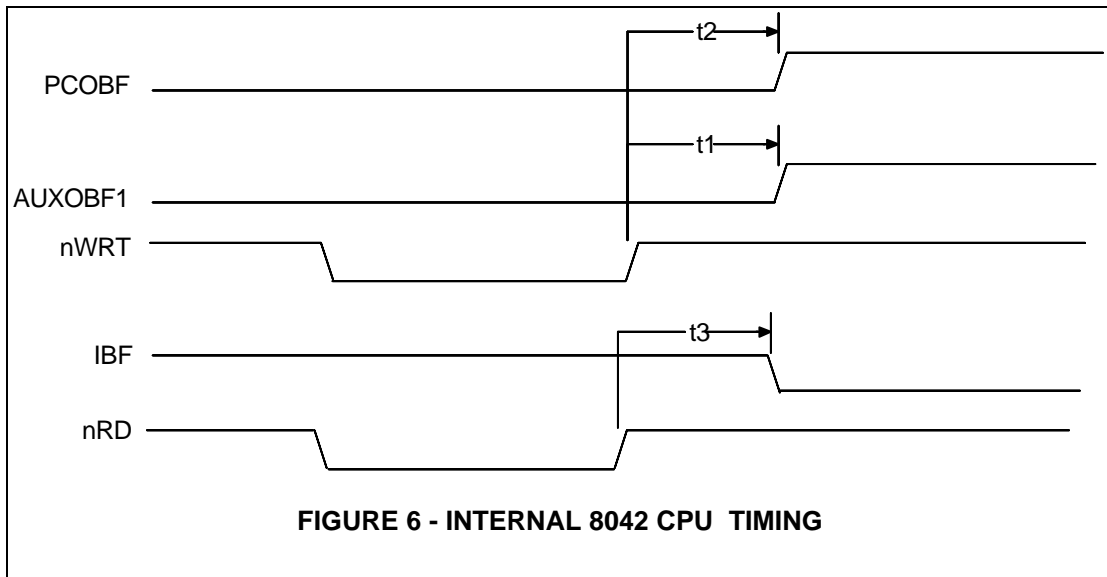 t2
PCOBF
t1
AUXOBF1
nWRT
t3
IBF
nRD
FIGURE 6 - INTERNAL 8042 CPU TIMING